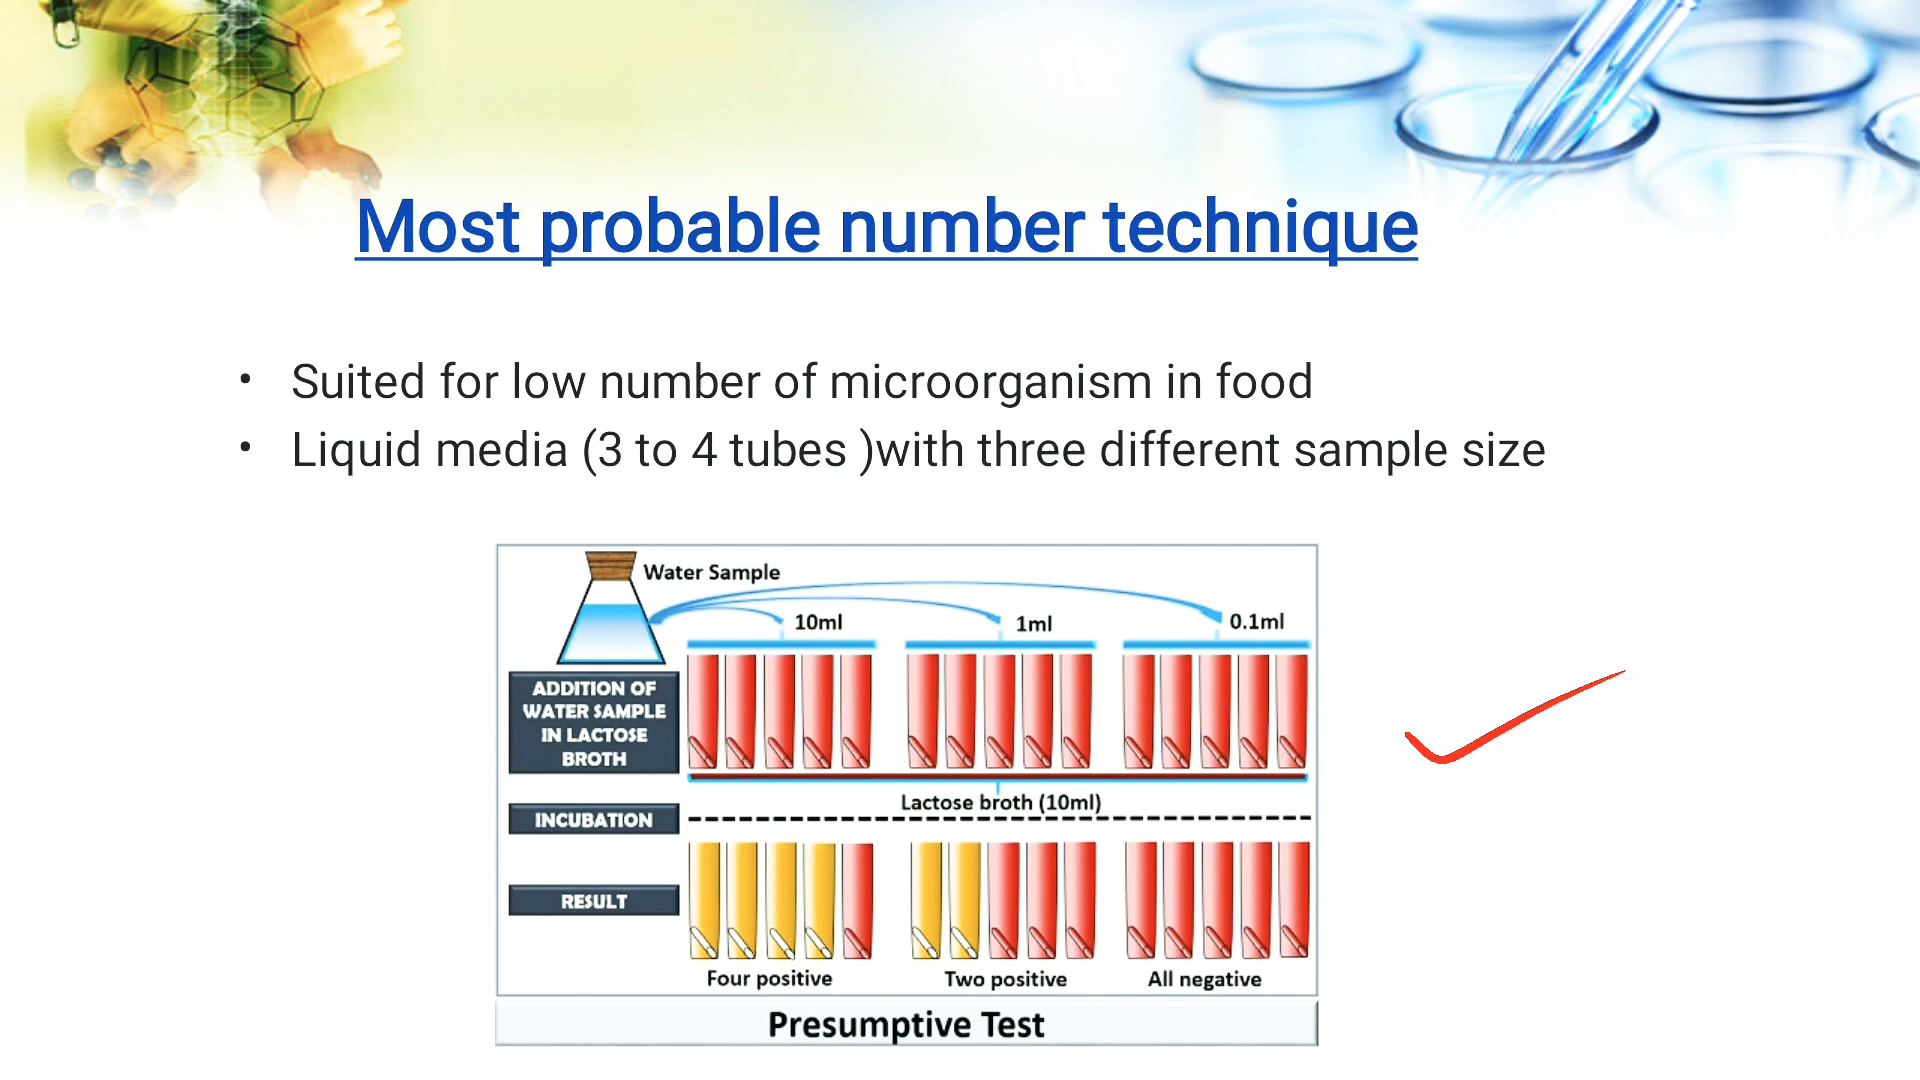 Most probable number technique
• Suited for low number of microorganism in food
• Liquid media (3 to 4 tubes )with three different sample size
Water Sample
10ml
1ml
0.1ml
ADDITION OF
WATER SAMPLE
IN LACTOSE
BROTH
Lactose broth (10ml)
INCUBATION
RESULT
Four positive
Two positive
All negative
Presumptive Test